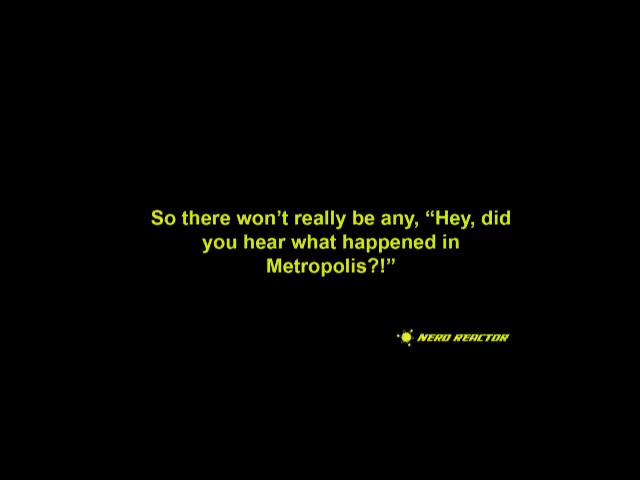 So there won’t really be any, “Hey, did
you hear what happened in
Metropolis?!”
NERD REACTOR